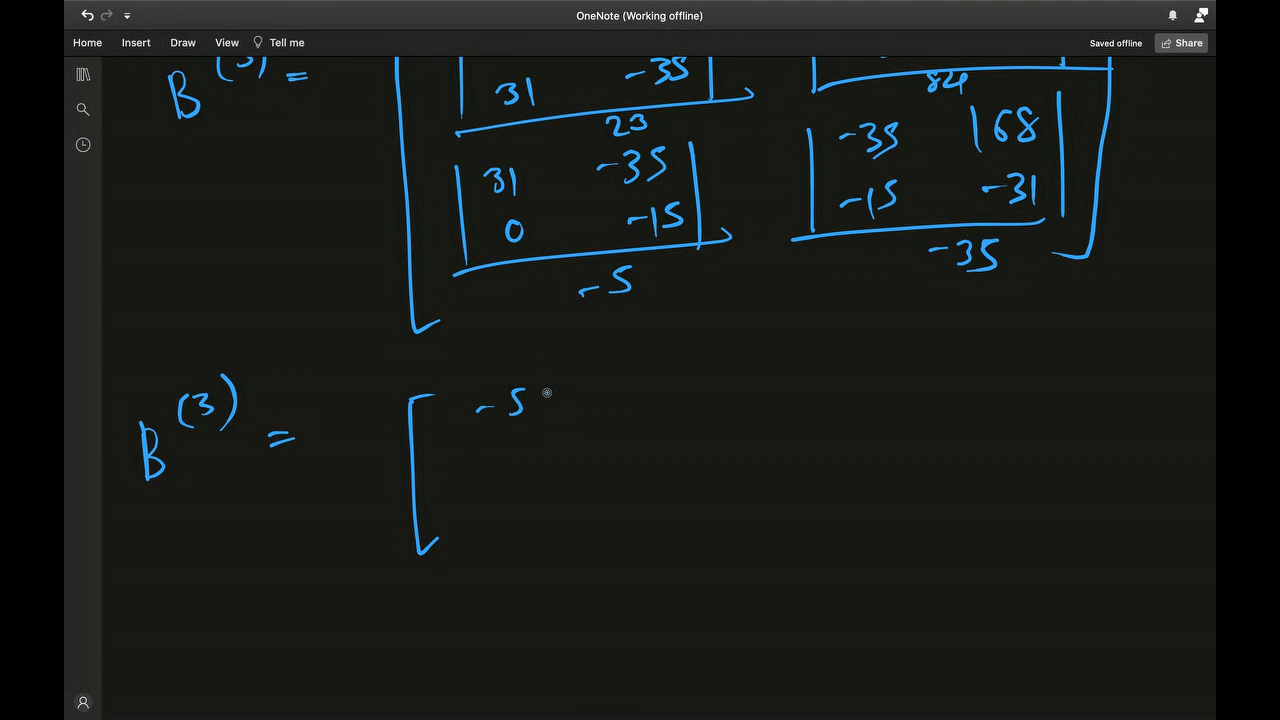 OneNote (Working offline)
Home Insert Draw View Tell me Saved offline Share
B^(3) =
-35
31
23
84
31 -35
0 -15
-5
-35 168
-15 -31
-35
B^(3) = [ -5